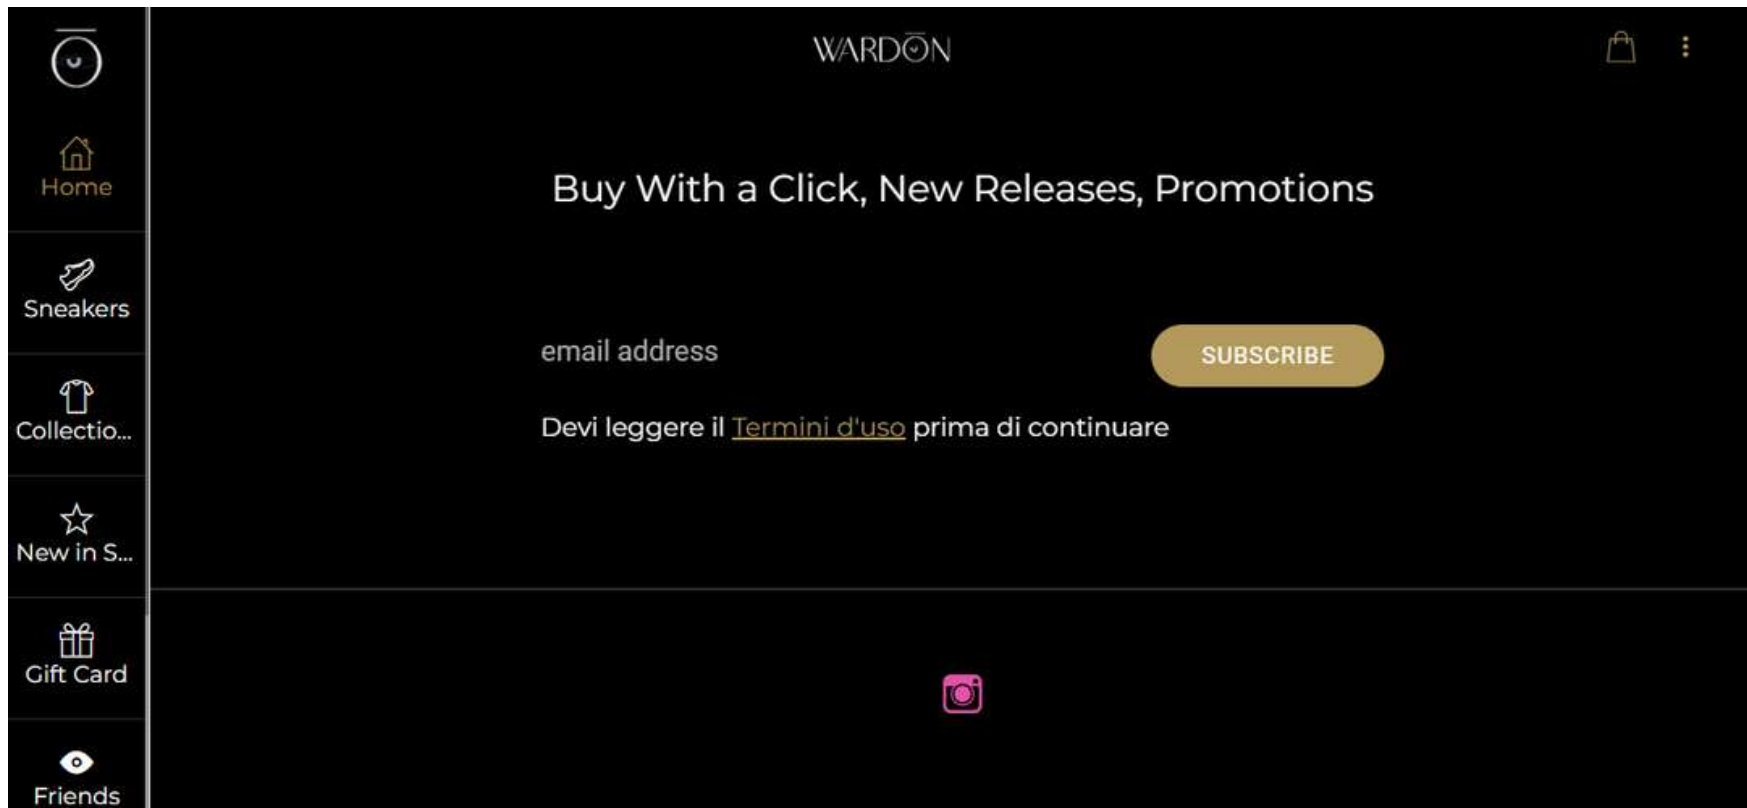 WARDŌN
Home
Sneakers
Collectio...
New in S...
Gift Card
Friends
Buy With a Click, New Releases, Promotions
email address
SUBSCRIBE
Devi leggere il Termini d'uso prima di continuare